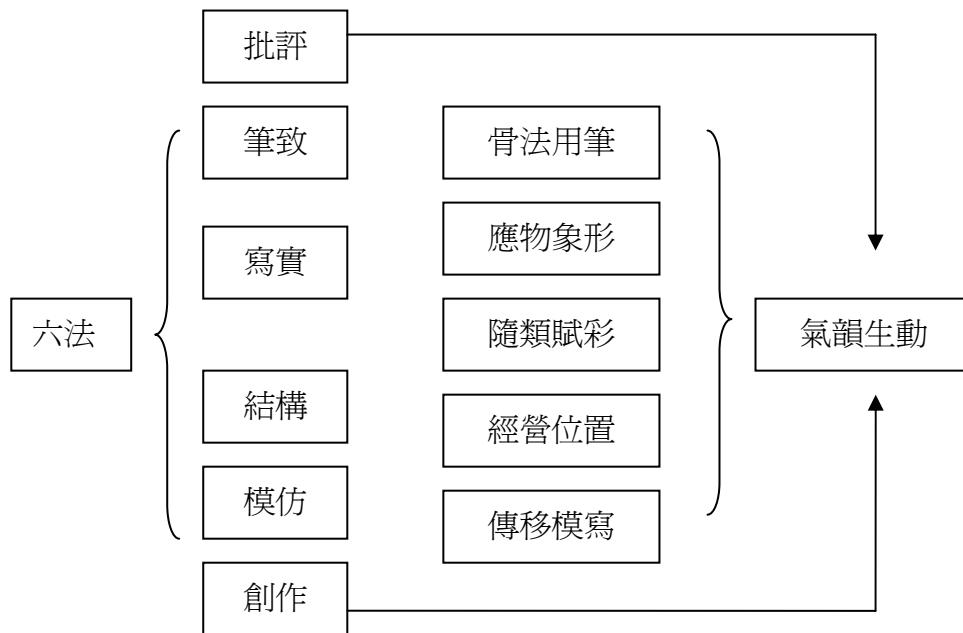 批評
筆致
骨法用筆
應物象形
寫實
六法
隨類賦彩
氣韻生動
結構
經營位置
模仿
傳移模寫
創作